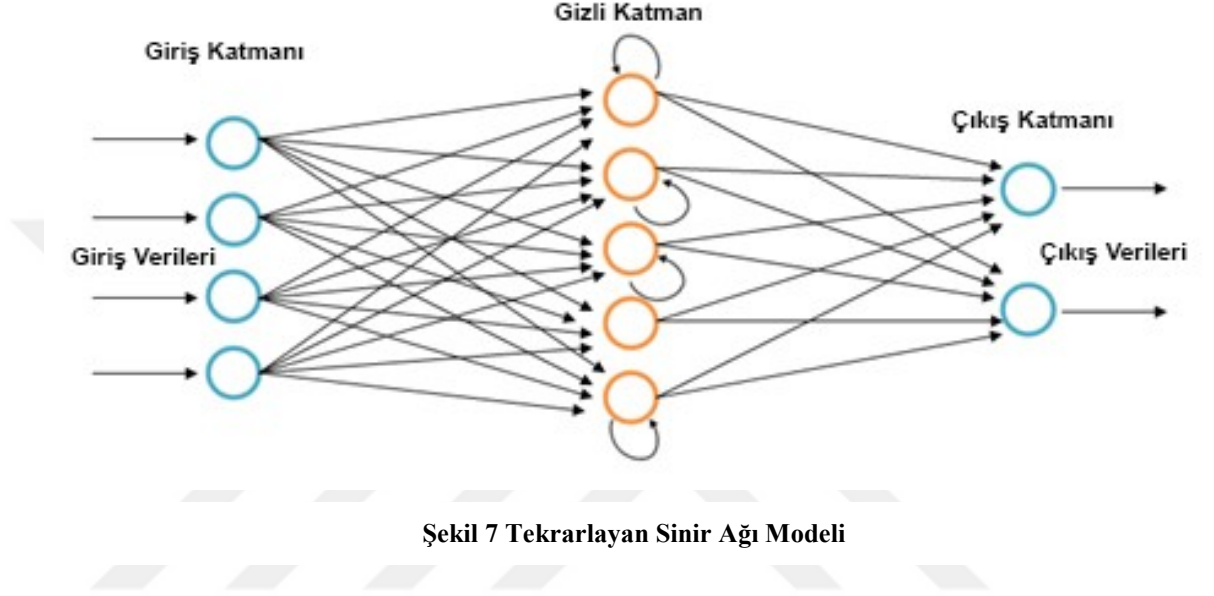 Gizli Katman
Giriş Katmanı
Çıkış Katmanı
Giriş Verileri
Çıkış Verileri
Şekil 7 Tekrarlayan Sinir Ağı Modeli